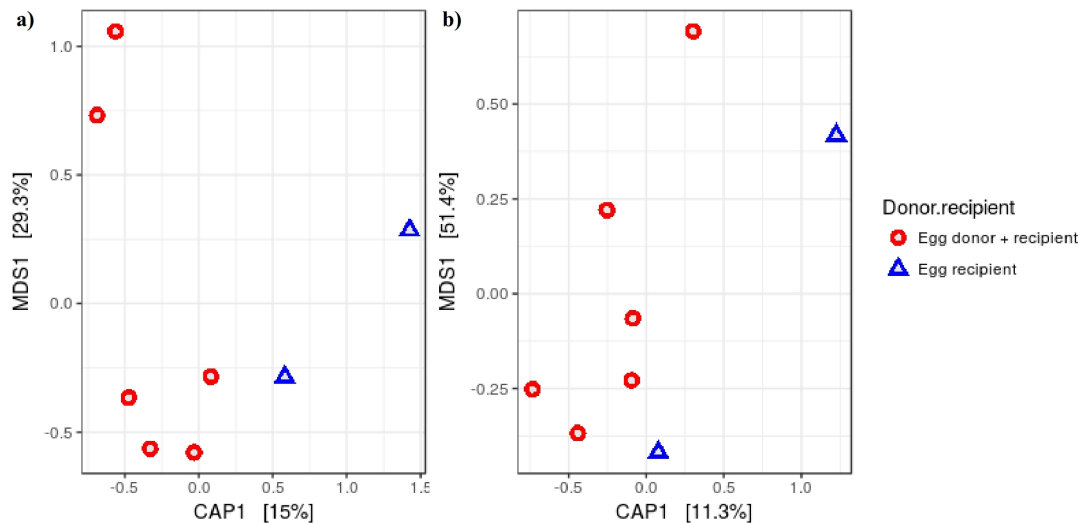 a)
1.0
0.5
0.0
-0.5
MDS1 [29.3%]
-0.5 0.0 0.5 1.0 1.5
CAP1 [15%]
b)
0.50
0.25
0.00
-0.25
MDS1 [51.4%]
-0.5 0.0 0.5 1.0
CAP1 [11.3%]
Donor.recipient
Egg donor + recipient
Egg recipient